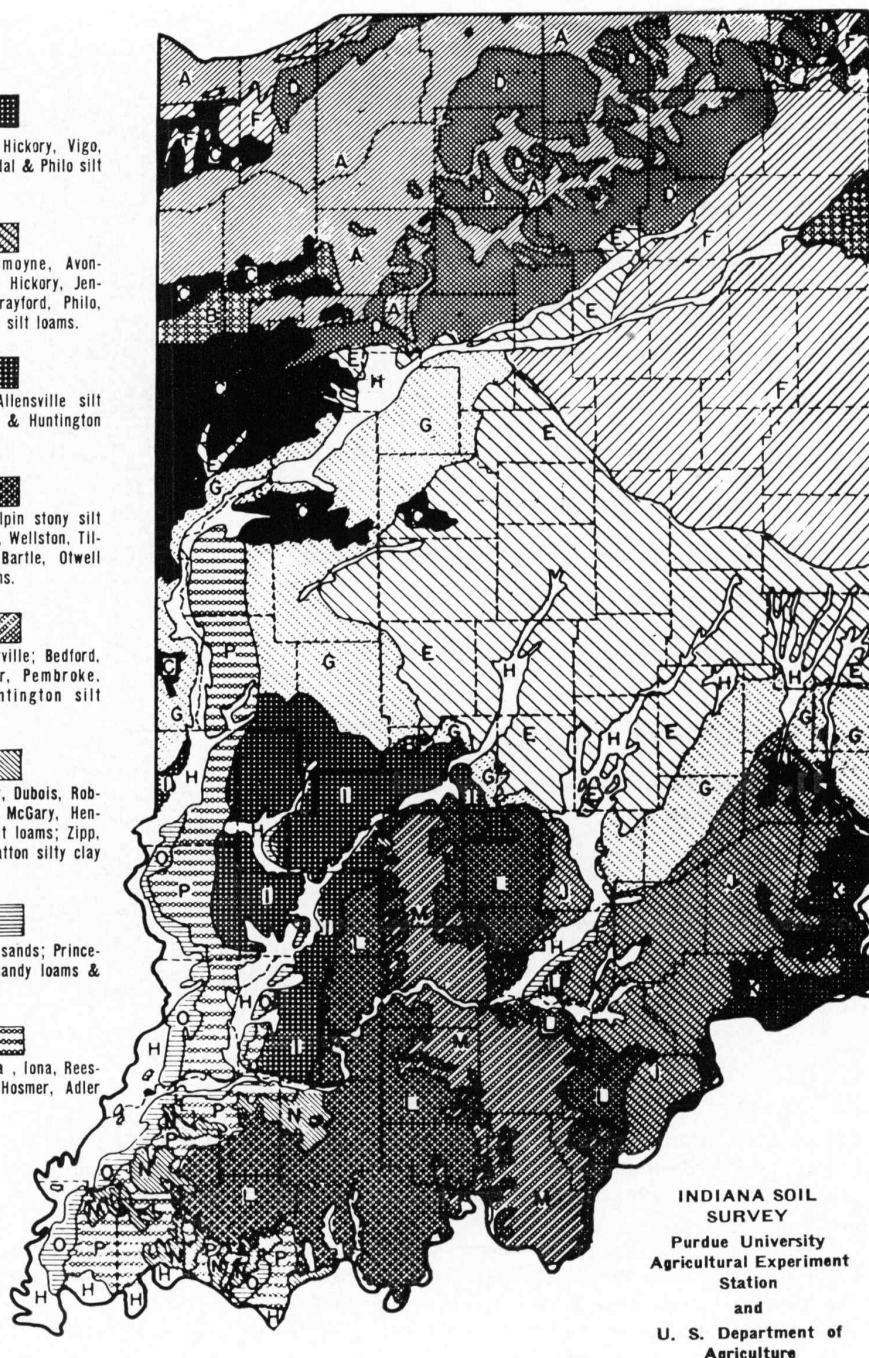 Hickory, Vigo,
dal & Philo silt
moyne, Avon-
Hickory, Jen-
rayford, Philo,
silt loams.
Allensville silt
& Huntington
lpin stony silt
, Wellston, Til-
Bartle, Otwell
ms.
ville; Bedford,
r, Pembroke,
ntington silt
, Dubois, Rob-
McGary, Hen-
t loams; Zipp,
atton silty clay
sands; Prince-
andy loams &
a , Iona, Rees-
Hosmer, Adler
A
A
A
A
F
D
D
D
F
F
C
D
A
A
D
A
D
A
E
F
C
C
B
D
A
E
E
H
C
G
E
F
E
G
C
C
P
C
G
G
E
H
E
H
E
H
E
G
H
G
G
G
E
G
H
I
I
H
E
G
O
P
I
M
L
J
J
K
H
I
L
H
O
H
O
I
M
L
K
H
L
M
L
J
P
N
P
O
N
L
M
O
P
N
P
N
P
N
O
H
H
H
H
H
INDIANA SOIL
SURVEY
Purdue University
Agricultural Experiment
Station
and
U. S. Department of
Agriculture